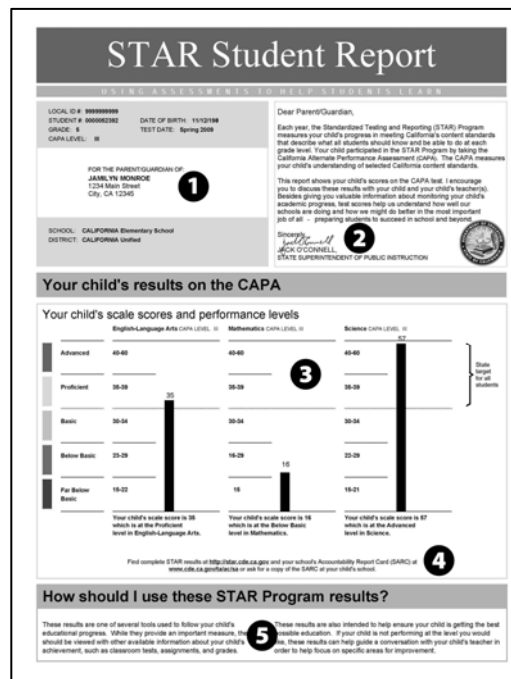 STAR Student Report
USING ASSESSMENTS TO HELP STUDENTS LEARN
LOCAL ID #: 9999999999
STUDENT #: 0000052392 DATE OF BIRTH: 11/12/198
GRADE: 5 TEST DATE: Spring 2009
CAPA LEVEL: III
FOR THE PARENT/GUARDIAN OF:
JAMILYN MONROE
1234 Main Street
City, CA 12345
1
SCHOOL: CALIFORNIA Elementary School
DISTRICT: CALIFORNIA Unified
Dear Parent/Guardian,
Each year, the Standardized Testing and Reporting (STAR) Program
measures your child's progress in meeting California's content standards
that describe what all students should know and be able to do at each
grade level. Your child participated in the STAR Program by taking the
California Alternate Performance Assessment (CAPA). The CAPA measures
your child's understanding of selected California content standards.
This report shows your child's scores on the CAPA test. I encourage
you to discuss these results with your child and your child's teacher(s).
Besides giving you valuable information about monitoring your child's
academic progress, test scores help us understand how well our
schools are doing and how we might do better in the most important
job of all - preparing students to succeed in school and beyond.
Sincerely,
2
JACK O'CONNELL,
STATE SUPERINTENDENT OF PUBLIC INSTRUCTION
Your child's results on the CAPA
Your child's scale scores and performance levels
English-Language Arts CAPA LEVEL III Mathematics CAPA LEVEL III Science CAPA LEVEL III
57
Advanced 40-60 40-60 40-60
State
target
for all
students
3
Proficient 35-39 35-39 35-39
35
Basic 30-34 30-34 30-34
Below Basic 23-29 16-29 22-29
16
Far Below
Basic 15-22 15 15-21
Your child's scale score is 35
which is at the Proficient
level in English-Language Arts.
Your child's scale score is 16
which is at the Below Basic
level in Mathematics.
Your child's scale score is 57
which is at the Advanced
level in Science.
Find complete STAR results at http://star.cde.ca.gov and your school's Accountability Report Card (SARC) at
www.cde.ca.gov/ta/ac/sa or ask for a copy of the SARC at your child's school.
4
How should I use these STAR Program results?
These results are one of several tools used to follow your child's
educational progress. While they provide an important measure,
should be viewed with other available information about your child's
achievement, such as classroom tests, assignments, and grades.
5
These results are also intended to help ensure your child is getting the best
possible education. If your child is not performing at the level you would
these results can help guide a conversation with your child's teacher in
order to help focus on specific areas for improvement.